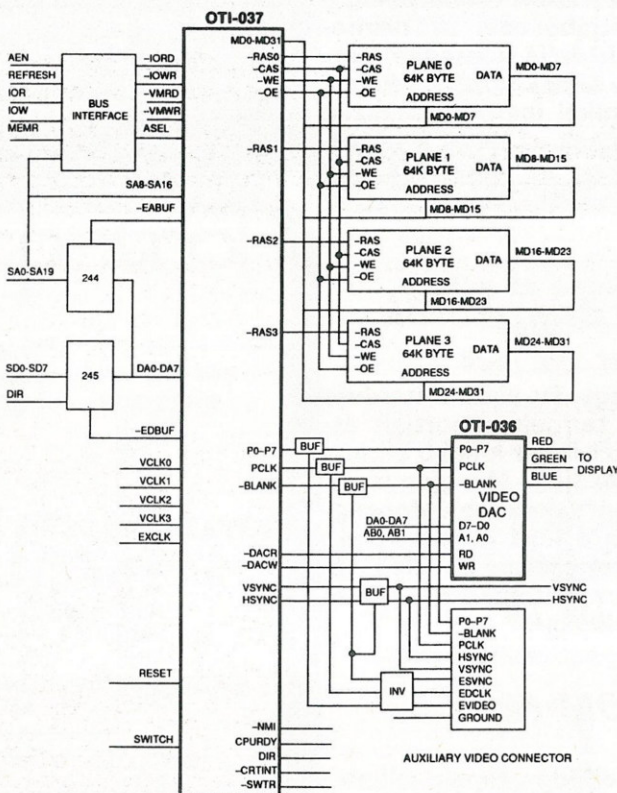 OTI-037
AEN
REFRESH
IOR
IOW
MEMR
BUS
INTERFACE
-IORD
-IOWR
-VMRD
-VMWR
ASEL
SA8-SA16
-EABUF
SA0-SA19
244
SD0-SD7
DIR
245
DA0-DA7
-EDBUF
VCLK0
VCLK1
VCLK2
VCLK3
EXCLK
RESET
SWITCH
MD0-MD31
-RAS0
-CAS
-WE
-OE
-RAS
-CAS
-WE
-OE
PLANE 0
64K BYTE
DATA
ADDRESS
MD0-MD7
MD0-MD7
-RAS1
-RAS
-CAS
-WE
-OE
PLANE 1
64K BYTE
DATA
ADDRESS
MD8-MD15
MD8-MD15
-RAS2
-RAS
-CAS
-WE
-OE
PLANE 2
64K BYTE
DATA
ADDRESS
MD16-MD23
MD16-MD23
-RAS3
-RAS
-CAS
-WE
-OE
PLANE 3
64K BYTE
DATA
ADDRESS
MD24-MD31
MD24-MD31
OTI-036
P0-P7
PCLK
-BLANK
BUF
BUF
BUF
P0-P7
PCLK
-BLANK
VIDEO
DAC
D7-D0
A1, A0
RD
WR
RED
GREEN
BLUE
TO
DISPLAY
DA0-DA7
AB0, AB1
-DACR
-DACW
VSYNC
HSYNC
BUF
VSYNC
HSYNC
P0-P7
-BLANK
PCLK
HSYNC
VSYNC
ESVNC
EDCLK
EVIDEO
GROUND
INV
-NMI
CPURDY
DIR
-CRTINT
-SWTR
AUXILIARY VIDEO CONNECTOR